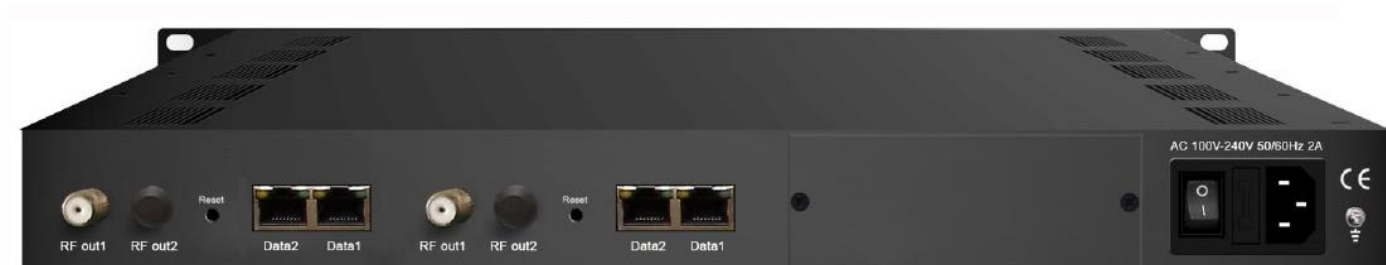 AC 100V-240V 50/60Hz 2A
CE
Reset
Reset
RF out1 RF out2 Data2 Data1 RF out1 RF out2 Data2 Data1
O
I